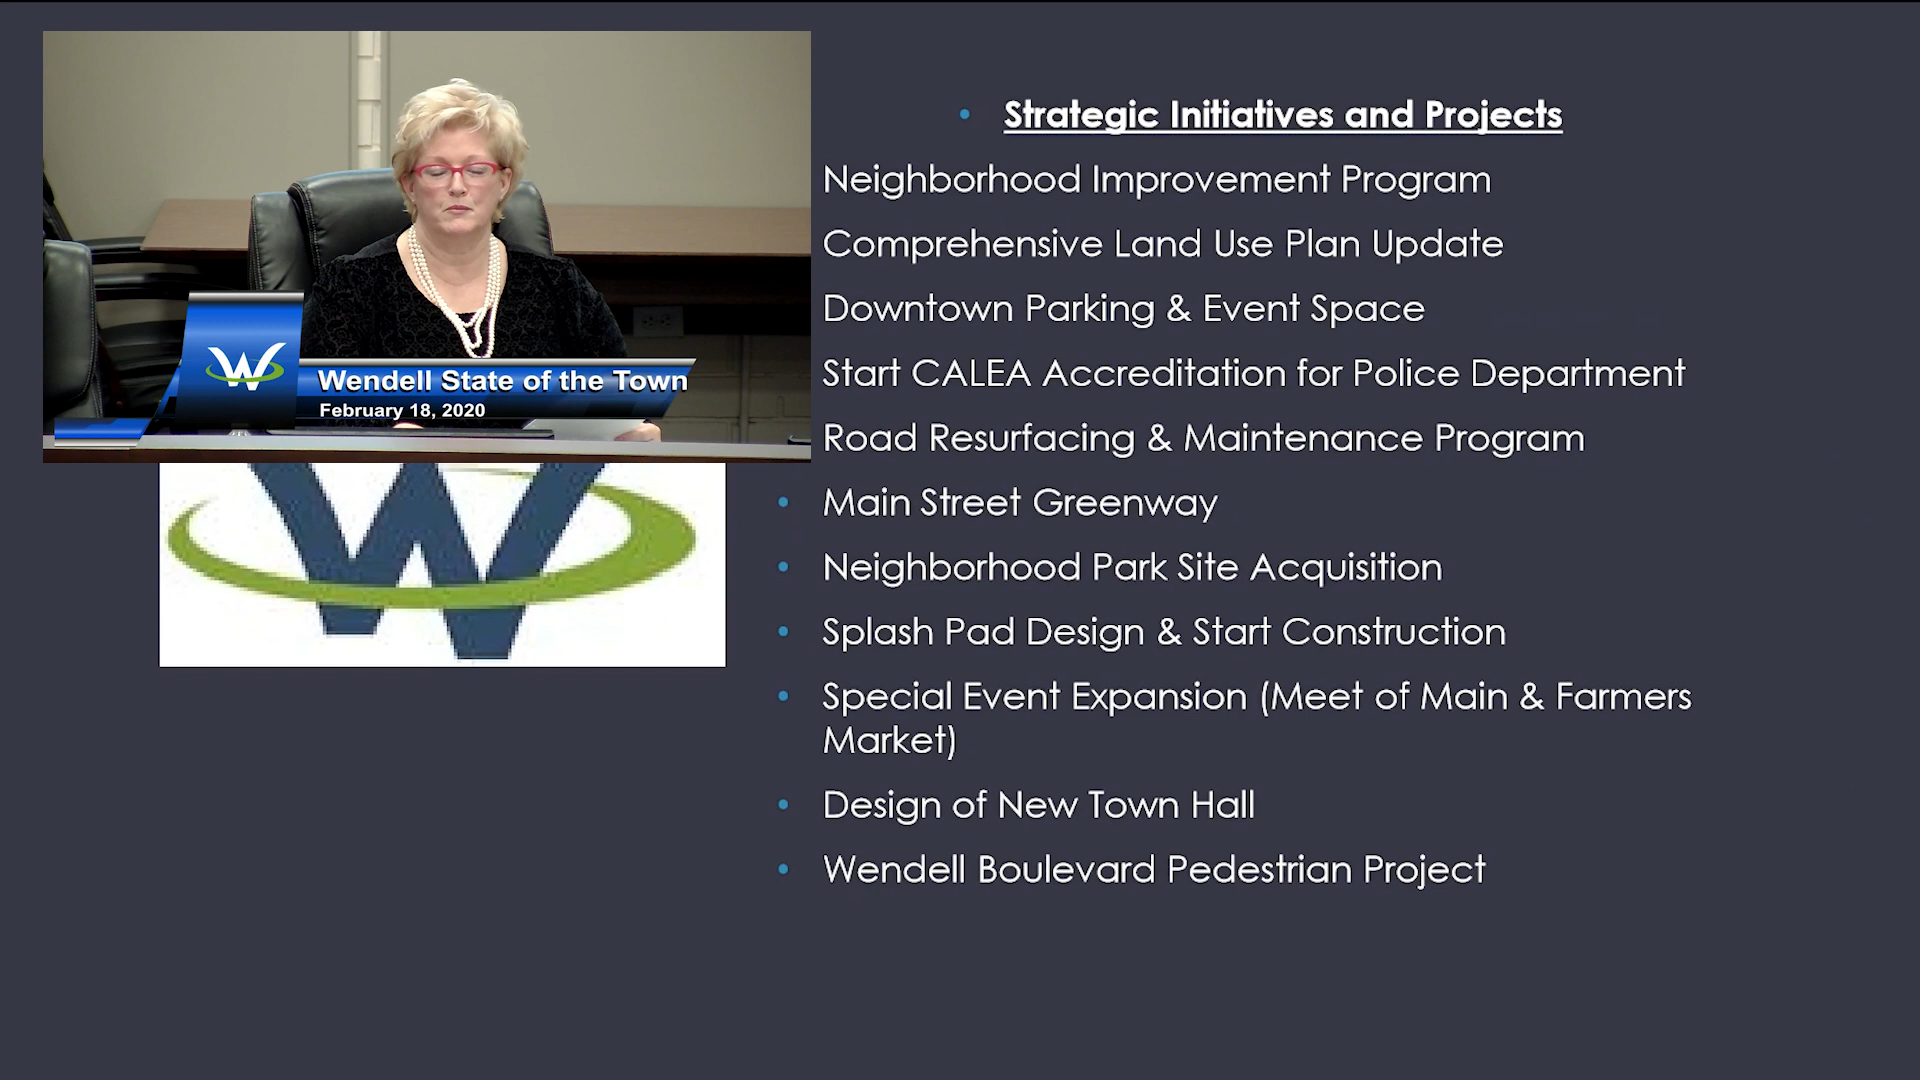 Strategic Initiatives and Projects
Neighborhood Improvement Program
Comprehensive Land Use Plan Update
Downtown Parking & Event Space
Start CALEA Accreditation for Police Department
Road Resurfacing & Maintenance Program
Main Street Greenway
Neighborhood Park Site Acquisition
Splash Pad Design & Start Construction
Special Event Expansion (Meet of Main & Farmers
Market)
Design of New Town Hall
Wendell Boulevard Pedestrian Project
W
Wendell State of the Town
February 18, 2020
W